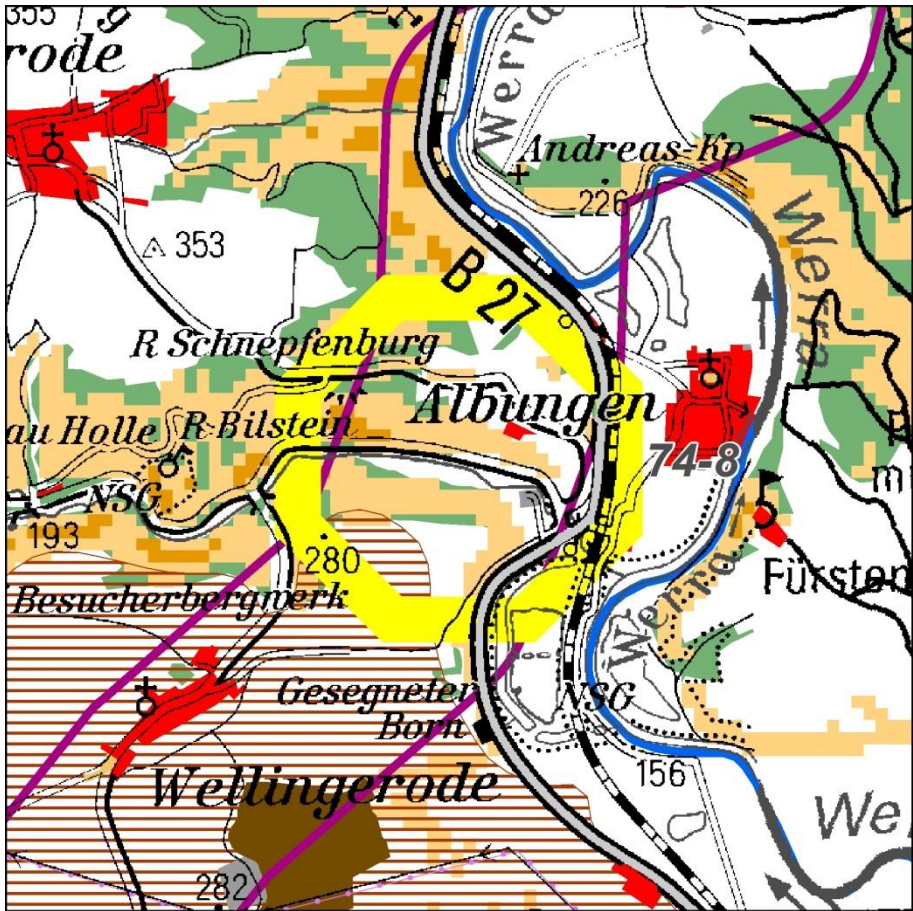 355
rode
Werra
Andreas-Kp
226
Werra
353
B 27
R Schnepfenburg
Albungen
au Holle
R-Bilstein
74-8
m
NSG
193
280
Fürsten
Besucherbergwerk
Werra
Gesegneter
Born
NSG
156
Wellingerode
We
282